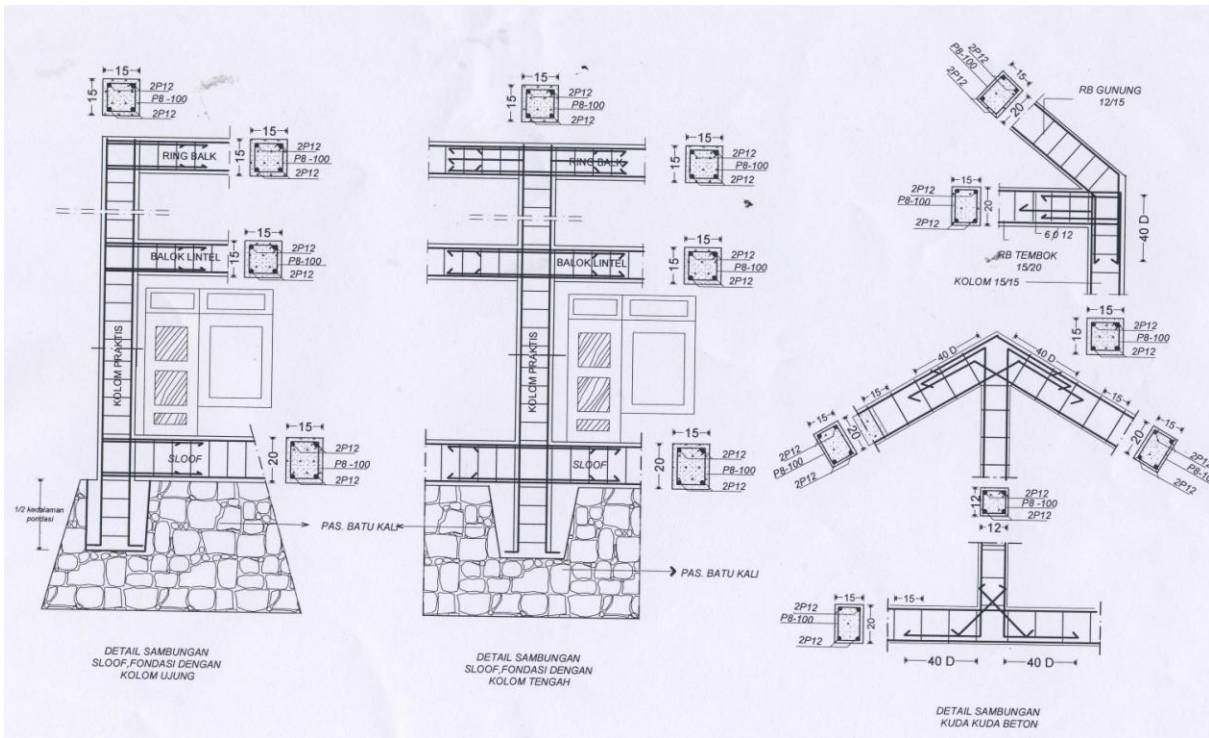 15
15
2P12
P8 -100
2P12
RING BALK
15
15
2P12
P8 -100
2P12
BALOK LINTEL
15
15
2P12
P8-100
2P12
KOLOM PRAKTIS
SLOOF
15
20
2P12
P8 -100
2P12
1/2 kedalaman
pondasi
PAS. BATU KALI
DETAIL SAMBUNGAN
SLOOF,FONDASI DENGAN
KOLOM UJUNG
15
15
2P12
P8-100
2P12
RING BALK
15
15
2P12
P8-100
2P12
BALOK LINTEL
15
15
2P12
P8-100
2P12
KOLOM PRAKTIS
SLOOF
15
20
2P12
P8-100
2P12
PAS. BATU KALI
DETAIL SAMBUNGAN
SLOOF,FONDASI DENGAN
KOLOM TENGAH
2P12
P8-100
2P12
15
20
RB GUNUNG
12/15
15
20
2P12
P8-100
2P12
6 O 12
40 D
RB TEMBOK
15/20
KOLOM 15/15
15
15
2P12
P8-100
2P12
40 D
40 D
15
15
15
20
2P12
P8-100
2P12
15
20
2P12
P8-100
2P12
12
12
2P12
P8 -100
2P12
15
15
20
2P12
P8-100
2P12
40 D
40 D
DETAIL SAMBUNGAN
KUDA KUDA BETON